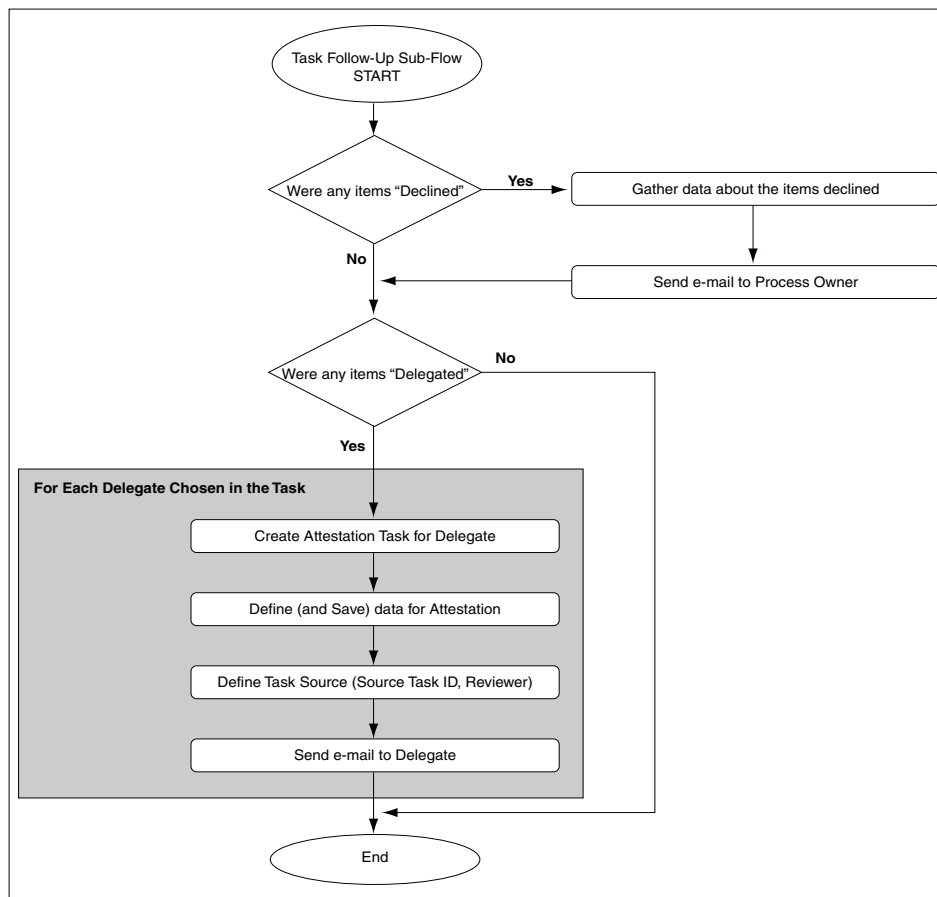 Task Follow-Up Sub-Flow
START
Were any items “Declined”
Yes
Gather data about the items declined
No
Send e-mail to Process Owner
Were any items “Delegated”
No
Yes
For Each Delegate Chosen in the Task
Create Attestation Task for Delegate
Define (and Save) data for Attestation
Define Task Source (Source Task ID, Reviewer)
Send e-mail to Delegate
End